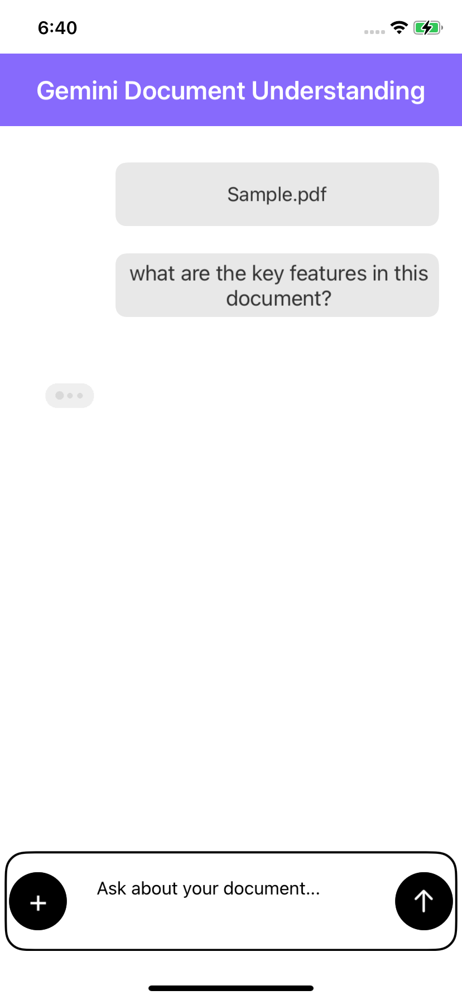 6:40
Gemini Document Understanding
Sample.pdf
what are the key features in this
document?
Ask about your document...